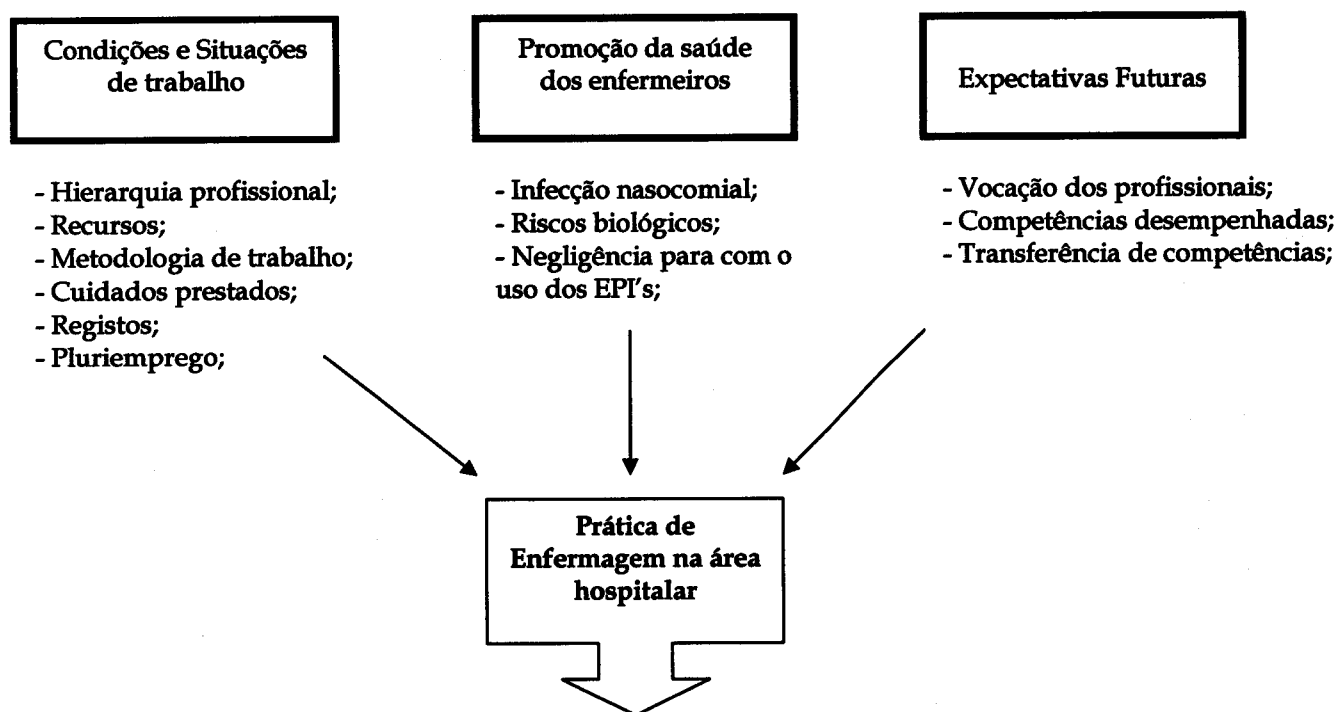 Condições e Situações
de trabalho
Promoção da saúde
dos enfermeiros
Expectativas Futuras
- Hierarquia profissional;
- Recursos;
- Metodologia de trabalho;
- Cuidados prestados;
- Registos;
- Pluriemprego;
- Infecção nasocomial;
- Riscos biológicos;
- Negligência para com o
uso dos EPI's;
- Vocação dos profissionais;
- Competências desempenhadas;
- Transferência de competências;
Prática de
Enfermagem na área
hospitalar